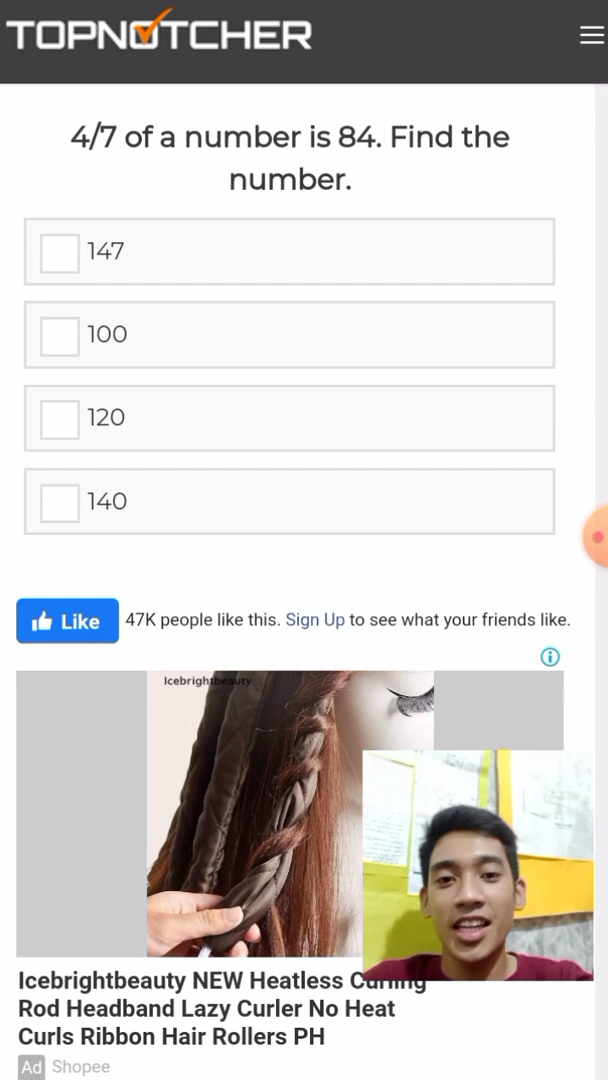 TOPNOTCHER
4/7 of a number is 84. Find the
number.
147
100
120
140
Like
47K people like this. Sign Up to see what your friends like.
Icebrightbeauty
Icebrightbeauty NEW Heatless Curling
Rod Headband Lazy Curler No Heat
Curls Ribbon Hair Rollers PH
Ad Shopee